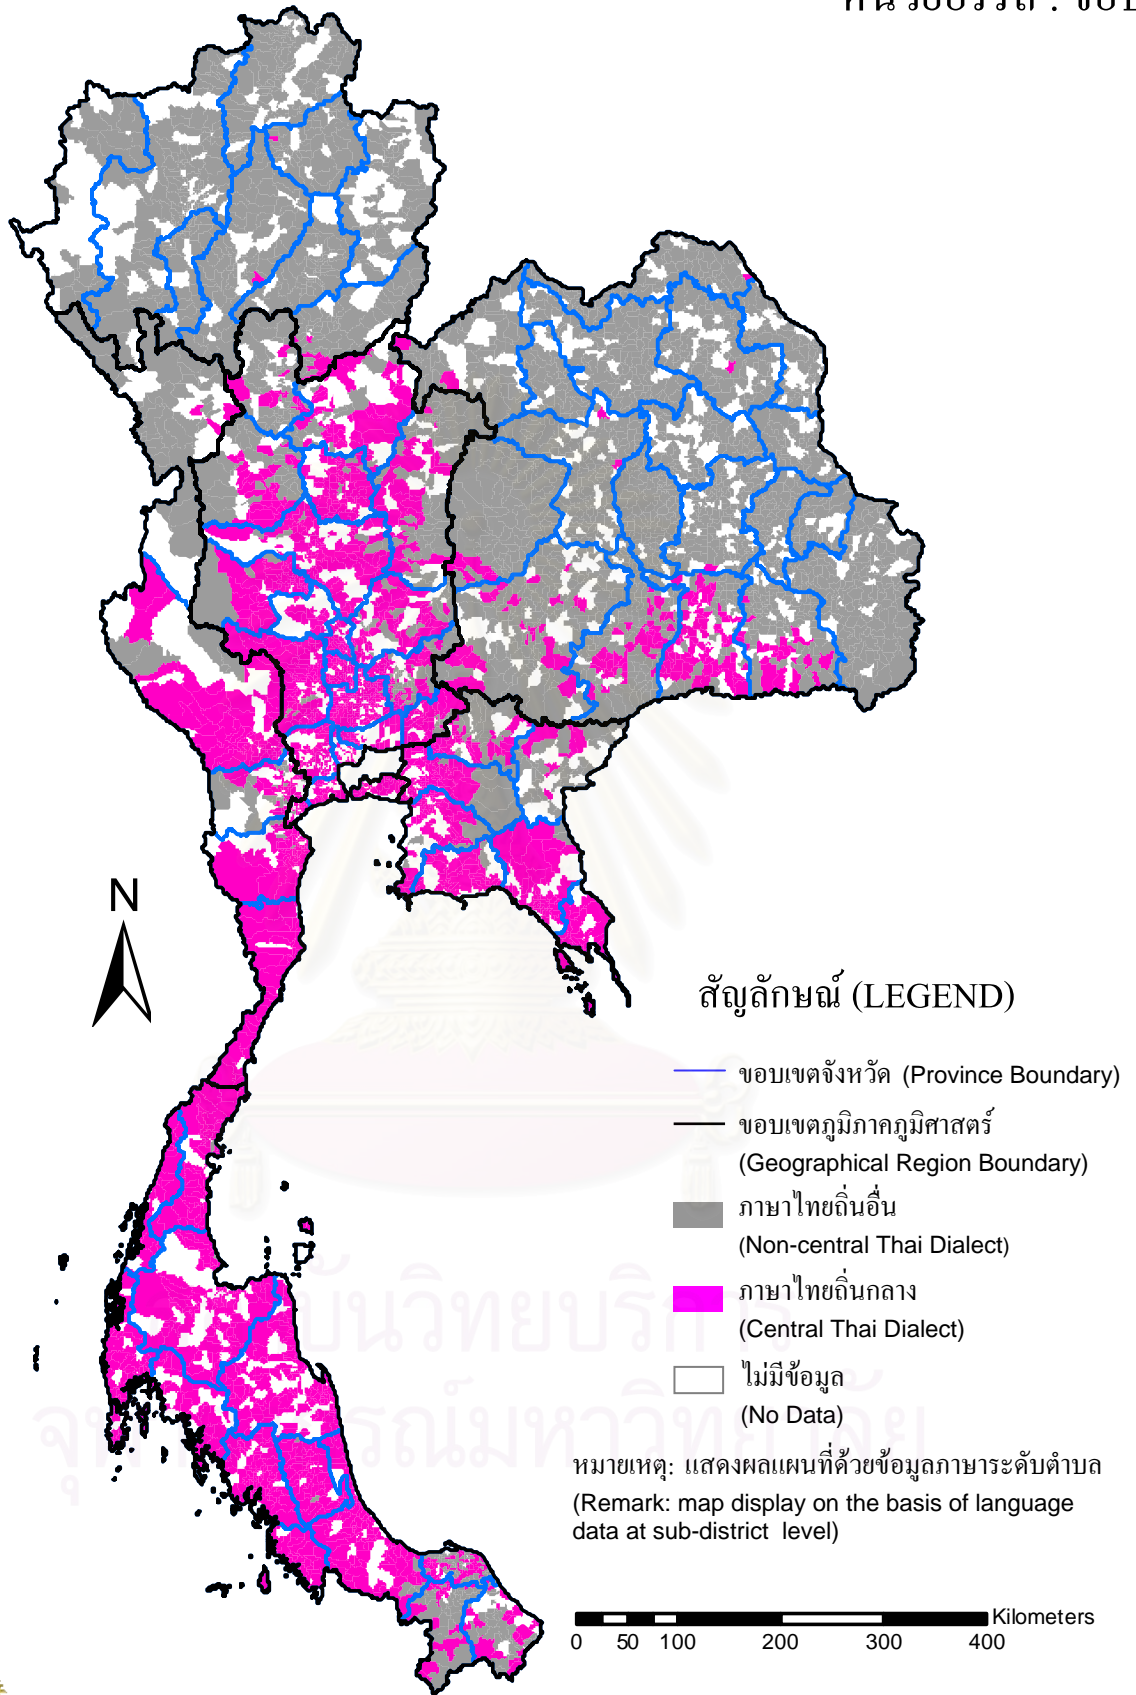 N
สัญลักษณ์ (LEGEND)
ขอบเขตจังหวัด (Province Boundary)
ขอบเขตภูมิภาคภูมิศาสตร์
(Geographical Region Boundary)
ภาษาไทยถิ่นอื่น
(Non-central Thai Dialect)
ภาษาไทยถิ่นกลาง
(Central Thai Dialect)
ไม่มีข้อมูล
(No Data)
หมายเหตุ: แสดงผลแผนที่ด้วยข้อมูลภาษาระดับตำบล
(Remark: map display on the basis of language
data at sub-district level)
Kilometers
0 50 100 200 300 400